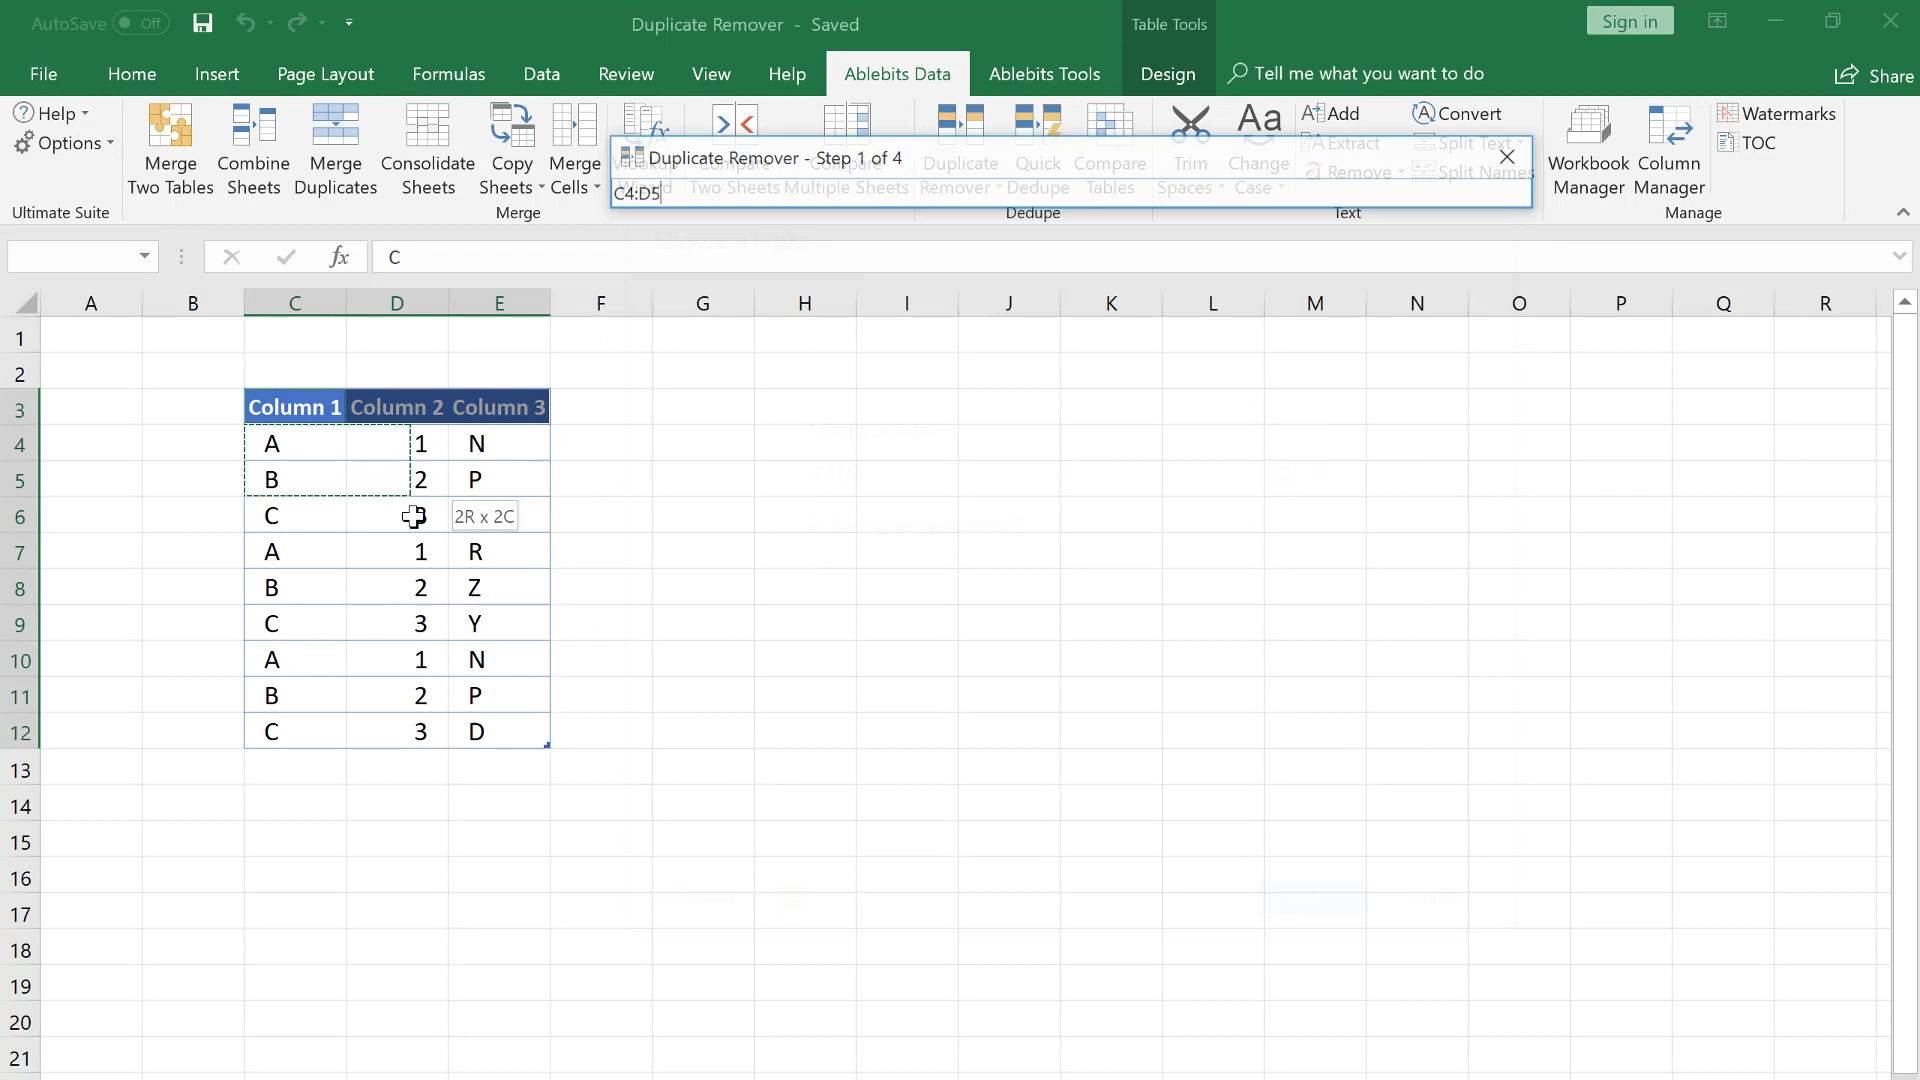 AutoSave Off
Duplicate Remover - Saved
Table Tools
Sign in
File Home Insert Page Layout Formulas Data Review View Help Ablebits Data Ablebits Tools Design Tell me what you want to do Share
Help
Options
Ultimate Suite
Merge Two Tables
Combine Sheets
Merge Duplicates
Consolidate Sheets
Copy Sheets
Merge Cells
Merge
Lookup Wizard
Compare Two Sheets
Compare Multiple Sheets
Duplicate Remover
Quick Dedupe
Compare Tables
Dedupe
Trim Spaces
Change Case
Add
Extract
Remove
Convert
Split Text
Split Names
Text
Workbook Manager
Column Manager
Watermarks
TOC
Manage
Duplicate Remover - Step 1 of 4
C4:D5
fx C
A B C D E F G H I J K L M N O P Q R
1
2
3 Column 1 Column 2 Column 3
4 A 1 N
5 B 2 P
6 C 2R x 2C
7 A 1 R
8 B 2 Z
9 C 3 Y
10 A 1 N
11 B 2 P
12 C 3 D
13
14
15
16
17
18
19
20
21